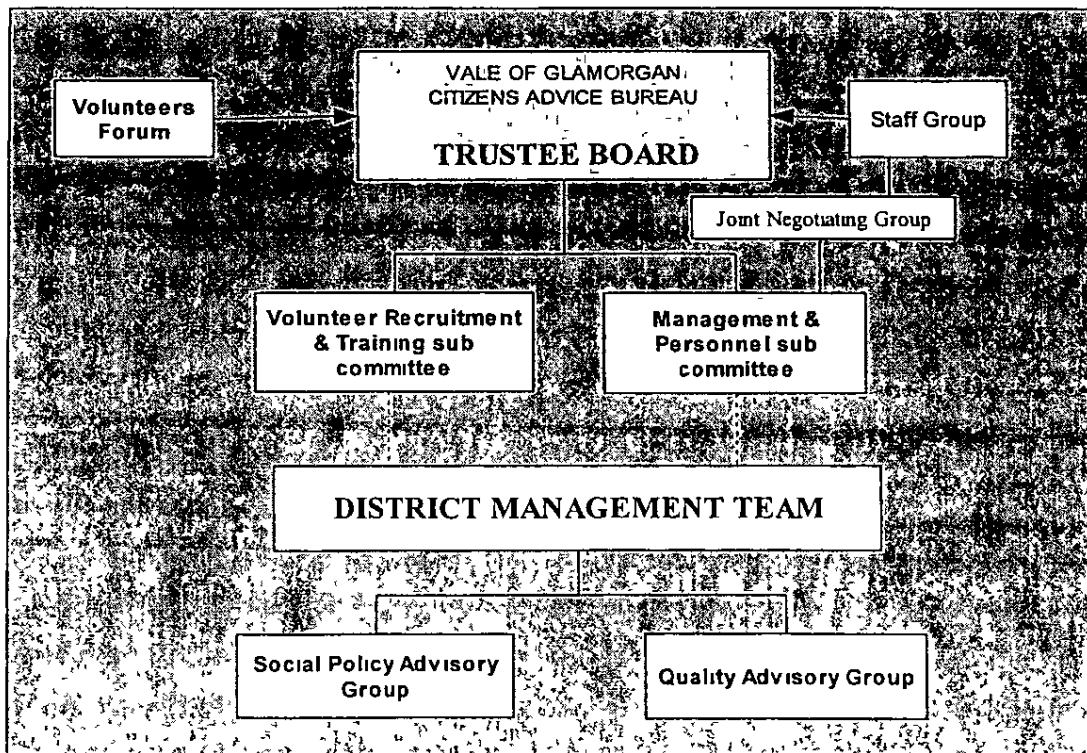 VALE OF GLAMORGAN
CITIZENS ADVICE BUREAU
TRUSTEE BOARD
Volunteers
Forum
Staff Group
Joint Negotiating Group
Volunteer Recruitment
& Training sub
committee
Management &
Personnel sub
committee
DISTRICT MANAGEMENT TEAM
Social Policy Advisory
Group
Quality Advisory Group